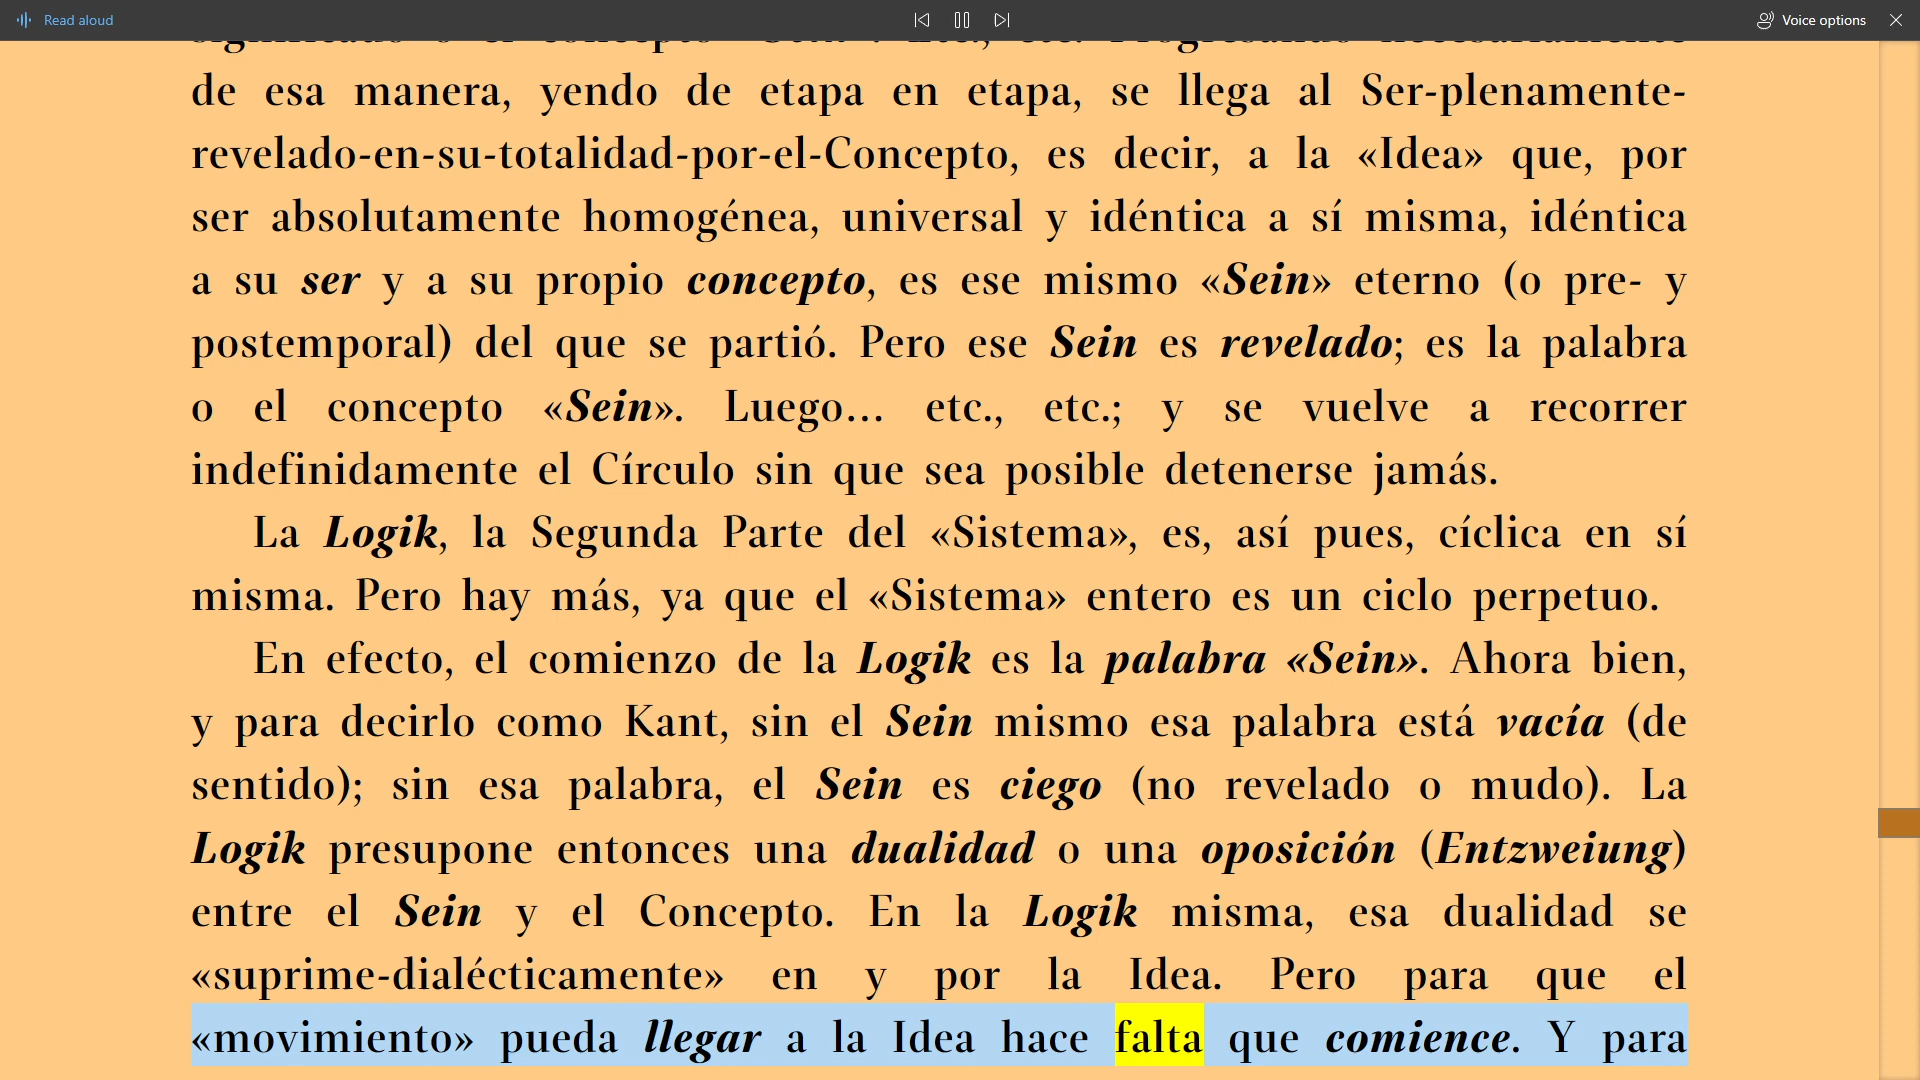 Read aloud
Voice options
de esa manera, yendo de etapa en etapa, se llega al Ser-plenamente-
revelado-en-su-totalidad-por-el-Concepto, es decir, a la «Idea» que, por
ser absolutamente homogénea, universal y idéntica a sí misma, idéntica
a su ser y a su propio concepto, es ese mismo «Sein» eterno (o pre- y
postemporal) del que se partió. Pero ese Sein es revelado; es la palabra
o el concepto «Sein». Luego... etc., etc.; y se vuelve a recorrer
indefinidamente el Círculo sin que sea posible detenerse jamás.
La Logik, la Segunda Parte del «Sistema», es, así pues, cíclica en sí
misma. Pero hay más, ya que el «Sistema» entero es un ciclo perpetuo.
En efecto, el comienzo de la Logik es la palabra «Sein». Ahora bien,
y para decirlo como Kant, sin el Sein mismo esa palabra está vacía (de
sentido); sin esa palabra, el Sein es ciego (no revelado o mudo). La
Logik presupone entonces una dualidad o una oposición (Entzweiung)
entre el Sein y el Concepto. En la Logik misma, esa dualidad se
«suprime-dialécticamente» en y por la Idea. Pero para que el
«movimiento» pueda llegar a la Idea hace falta que comience. Y para